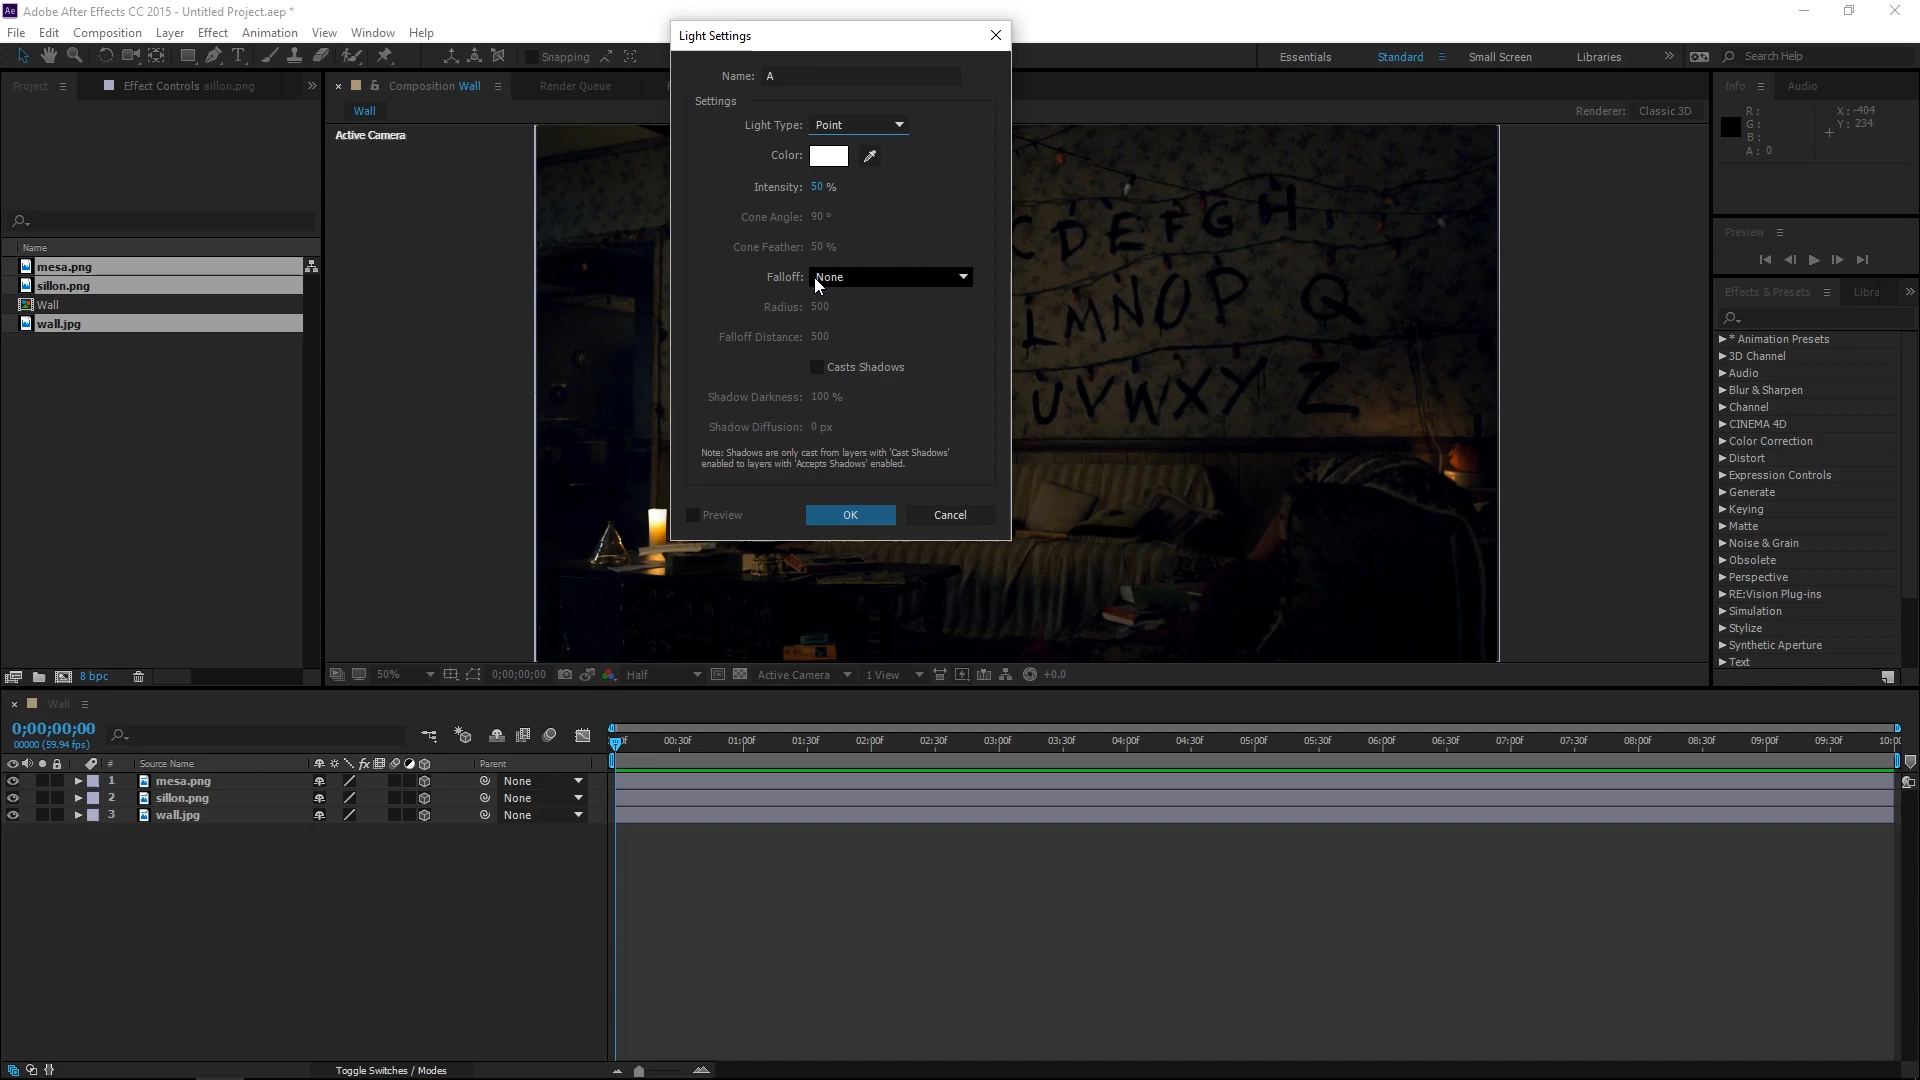 Ae Adobe After Effects CC 2015 - Untitled Project.aep *
File Edit Composition Layer Effect Animation View Window Help
Snapping
Essentials Standard Small Screen Libraries Search Help
Project Effect Controls sillon.png
Composition Wall Render Queue
Wall
Renderer: Classic 3D
Active Camera
Light Settings
Name: A
Settings
Light Type: Point
Color:
Intensity: 50 %
Cone Angle: 90 °
Cone Feather: 50 %
Falloff: None
Radius: 500
Falloff Distance: 500
Casts Shadows
Shadow Darkness: 100 %
Shadow Diffusion: 0 px
Note: Shadows are only cast from layers with 'Cast Shadows'
enabled to layers with 'Accepts Shadows' enabled.
Preview OK Cancel
C D E F G H
L M N O P Q
U V W X Y Z
Name
mesa.png
sillon.png
Wall
wall.jpg
8 bpc
50% 0;00;00;00 Half Active Camera 1 View +0.0
Info Audio
R:
G:
B:
A: 0
X: -404
Y: 234
Preview
Effects & Presets Libra
* Animation Presets
3D Channel
Audio
Blur & Sharpen
Channel
CINEMA 4D
Color Correction
Distort
Expression Controls
Generate
Keying
Matte
Noise & Grain
Obsolete
Perspective
RE:Vision Plug-ins
Simulation
Stylize
Synthetic Aperture
Text
Wall
0;00;00;00
00000 (59.94 fps)
00:30f 01:00f 01:30f 02:00f 02:30f 03:00f 03:30f 04:00f 04:30f 05:00f 05:30f 06:00f 06:30f 07:00f 07:30f 08:00f 08:30f 09:00f 09:30f
# Source Name fx Parent
1 mesa.png None
2 sillon.png None
3 wall.jpg None
Toggle Switches / Modes